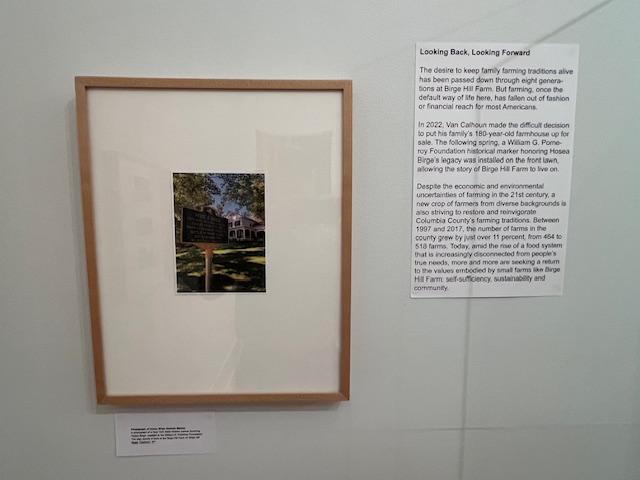 Looking Back, Looking Forward
The desire to keep family farming traditions alive
has been passed down through eight genera-
tions at Birge Hill Farm. But farming, once the
default way of life here, has fallen out of fashion
or financial reach for most Americans.
In 2022, Van Calhoun made the difficult decision
to put his family's 180-year-old farmhouse up for
sale. The following spring, a William G. Pome-
roy Foundation historical marker honoring Hosea
Birge's legacy was installed on the front lawn,
allowing the story of Birge Hill Farm to live on.
Despite the economic and environmental
uncertainties of farming in the 21st century, a
new crop of farmers from diverse backgrounds is
also striving to restore and reinvigorate
Columbia County's farming traditions. Between
1997 and 2017, the number of farms in the
county grew by just over 11 percent, from 464 to
518 farms. Today, amid the rise of a food system
that is increasingly disconnected from people's
true needs, more and more are seeking a return
to the values embodied by small farms like Birge
Hill Farm: self-sufficiency, sustainability and
community.
Photograph of Hosea Birge Historic Marker